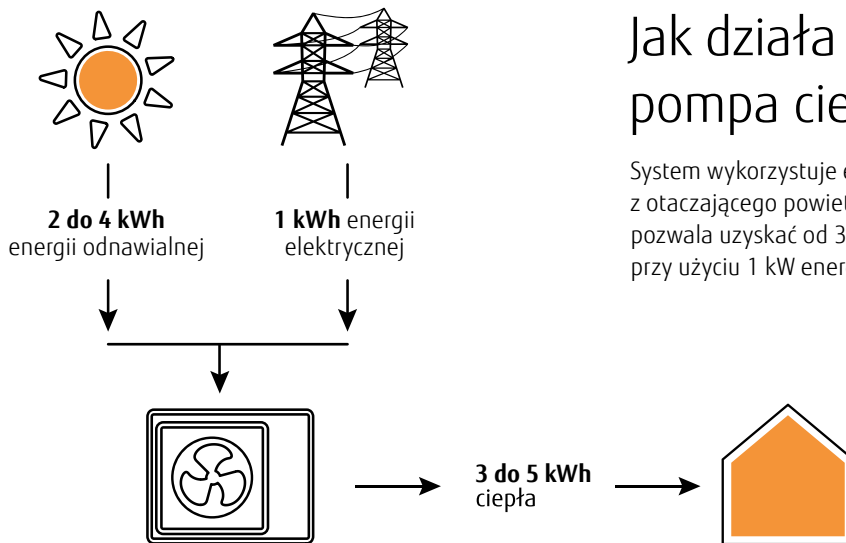 Jak działa
pompa
System wykorzystuje
z otaczającego
pozwala uzyskać od 3
przy użyciu 1 kW
2 do 4 kWh
energii odnawialnej
1 kWh energii
elektrycznej
3 do 5 kWh
ciepła